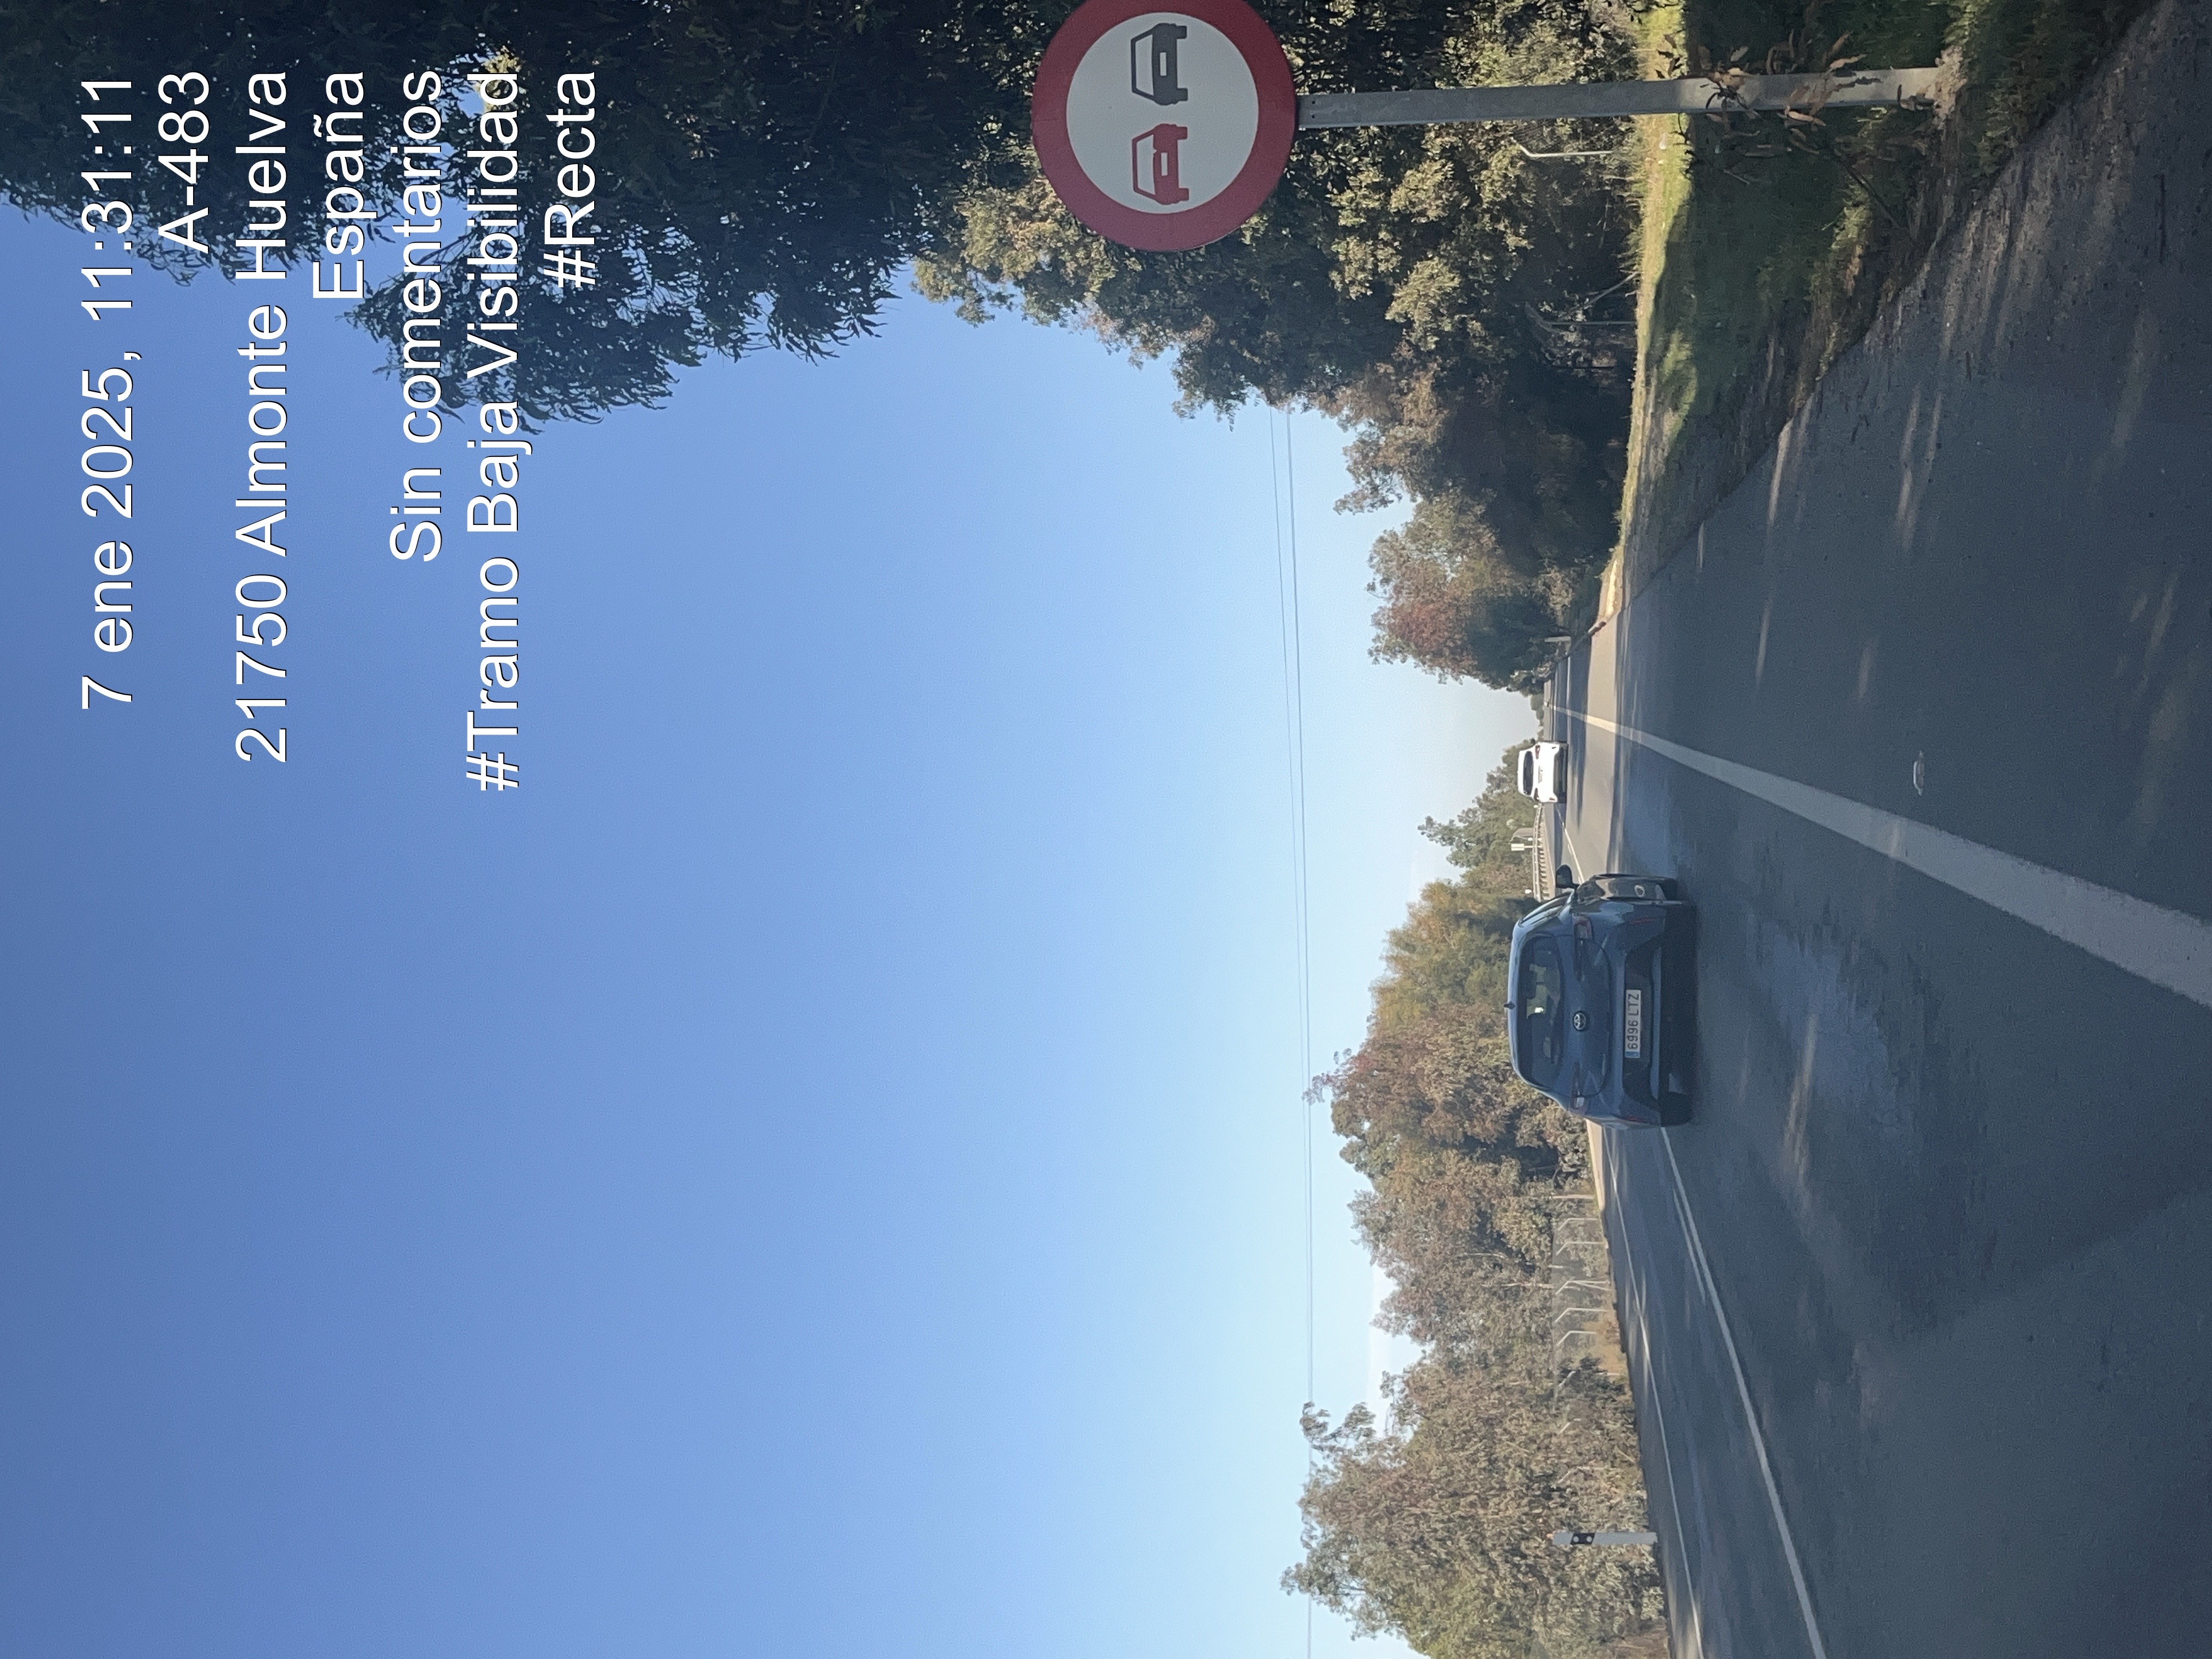 7 ene 2025, 11:31:11
A-483
21750 Almonte Huelva
España
Sin comentarios
#Tramo Baja Visibilidad
#Recta
6996 LTZ